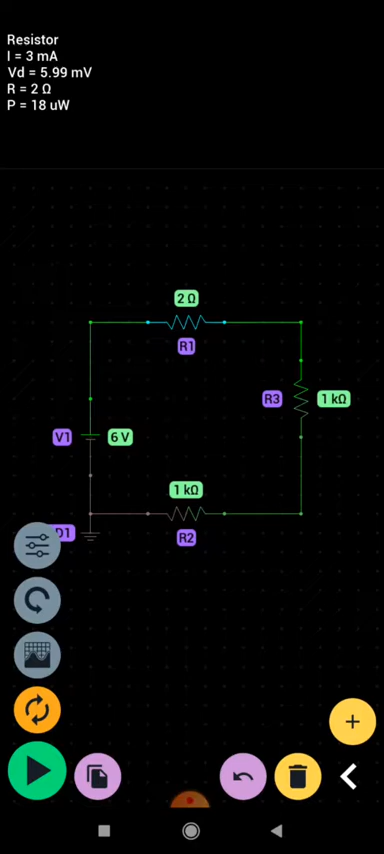 Resistor
I = 3 mA
Vd = 5.99 mV
R = 2 Ω
P = 18 uW
2 Ω
R1
R3
1 kΩ
V1
6 V
1 kΩ
R2
D1